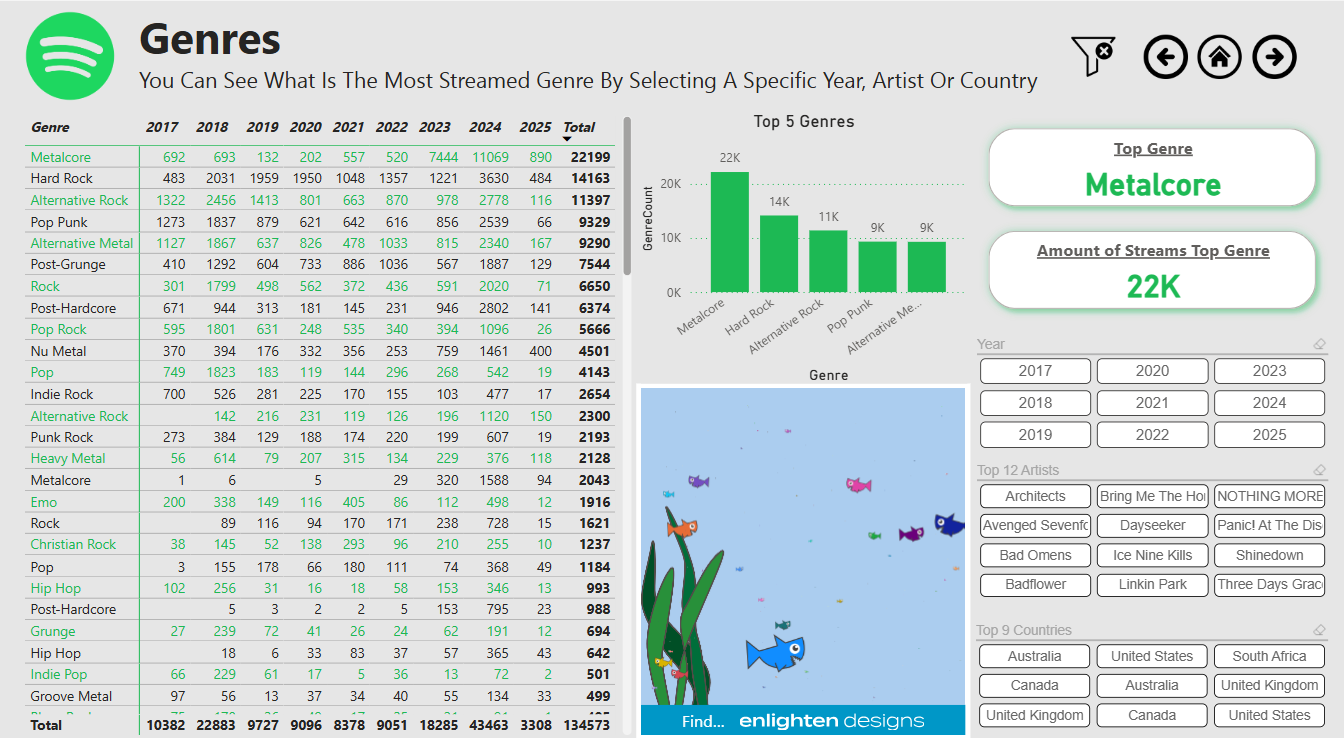 Genres
You Can See What Is The Most Streamed Genre By Selecting A Specific Year, Artist Or Country
Genre 2017 2018 2019 2020 2021 2022 2023 2024 2025 Total
Metalcore 692 693 132 202 557 520 7444 11069 890 22199
Hard Rock 483 2031 1959 1950 1048 1357 1221 3630 484 14163
Alternative Rock 1322 2456 1413 801 663 870 978 2778 116 11397
Pop Punk 1273 1837 879 621 642 616 856 2539 66 9329
Alternative Metal 1127 1867 637 826 478 1033 815 2340 167 9290
Post-Grunge 410 1292 604 733 886 1036 567 1887 129 7544
Rock 301 1799 498 562 372 436 591 2020 71 6650
Post-Hardcore 671 944 313 181 145 231 946 2802 141 6374
Pop Rock 595 1801 631 248 535 340 394 1096 26 5666
Nu Metal 370 394 176 332 356 253 759 1461 400 4501
Pop 749 1823 183 119 144 296 268 542 19 4143
Indie Rock 700 526 281 225 170 155 103 477 17 2654
Alternative Rock 142 216 231 119 126 196 1120 150 2300
Punk Rock 273 384 129 188 174 220 199 607 19 2193
Heavy Metal 56 614 79 207 315 134 229 376 118 2128
Metalcore 1 6 5 29 320 1588 94 2043
Emo 200 338 149 116 405 86 112 498 12 1916
Rock 89 116 94 170 171 238 728 15 1621
Christian Rock 38 145 52 138 293 96 210 255 10 1237
Pop 3 155 178 66 180 111 74 368 49 1184
Hip Hop 102 256 31 16 18 58 153 346 13 993
Post-Hardcore 5 3 2 2 5 153 795 23 988
Grunge 27 239 72 41 26 24 62 191 12 694
Hip Hop 18 6 33 83 37 57 365 43 642
Indie Pop 66 229 61 17 5 36 13 72 2 501
Groove Metal 97 56 13 37 34 40 55 134 33 499
Total 10382 22883 9727 9096 8378 9051 18285 43463 3308 134573
Top 5 Genres
GenreCount
20K
10K
0K
22K
14K
11K
9K
9K
Metalcore
Hard Rock
Alternative Rock
Pop Punk
Alternative Me...
Genre
Find... enlighten designs
Top Genre
Metalcore
Amount of Streams Top Genre
22K
Year
2017 2020 2023
2018 2021 2024
2019 2022 2025
Top 12 Artists
Architects Bring Me The Hor NOTHING MORE
Avenged Sevenfo Dayseeker Panic! At The Dis
Bad Omens Ice Nine Kills Shinedown
Badflower Linkin Park Three Days Grac
Top 9 Countries
Australia United States South Africa
Canada Australia United Kingdom
United Kingdom Canada United States